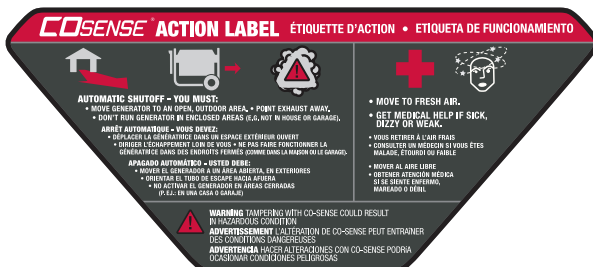 COSENSE® ACTION LABEL ÉTIQUETTE D'ACTION • ETIQUETA DE FUNCIONAMIENTO
AUTOMATIC SHUTOFF – YOU MUST:
• MOVE GENERATOR TO AN OPEN, OUTDOOR AREA. • POINT EXHAUST AWAY.
• DON'T RUN GENERATOR IN ENCLOSED AREAS (E,G, NOT IN HOUSE OR GARAGE).
ARRÊT AUTOMATIQUE – VOUS DEVEZ:
• DÉPLACER LA GÉNÉRATRICE DANS UN ESPACE EXTÉRIEUR OUVERT
• DIRIGER L'ÉCHAPPEMENT LOIN DE VOUS • NE PAS FAIRE FONCTIONNER LA
GÉNÉRATRICE DANS DES ENDROITS FERMÉS (COMME DANS LA MAISON OU LE GARAGE).
APAGADO AUTOMÁTICO – USTED DEBE:
• MOVER EL GENERADOR A UN ÁREA ABIERTA, EN EXTERIORES
• ORIENTAR EL TUBO DE ESCAPE HACIA AFUERA
• NO ACTIVAR EL GENERADOR EN ÁREAS CERRADAS
(P. EJ.: EN UNA CASA O GARAJE)
• MOVE TO FRESH AIR.
• GET MEDICAL HELP IF SICK,
DIZZY OR WEAK.
• VOUS RETIRER À L'AIR FRAIS
• CONSULTER UN MÉDECIN SI VOUS ÊTES
MALADE, ÉTOURDI OU FAIBLE
• MOVER AL AIRE LIBRE
• OBTENER ATENCIÓN MÉDICA
SI SE SIENTE ENFERMO,
MAREADO O DÉBIL
WARNING TAMPERING WITH CO-SENSE COULD RESULT
IN HAZARDOUS CONDITION
ADVERTISSEMENT L'ALTÉRATION DE CO-SENSE PEUT ENTRAÎNER
DES CONDITIONS DANGEREUSES
ADVERTENCIA HACER ALTERACIONES CON CO-SENSE PODRÍA
OCASIONAR CONDICIONES PELIGROSAS